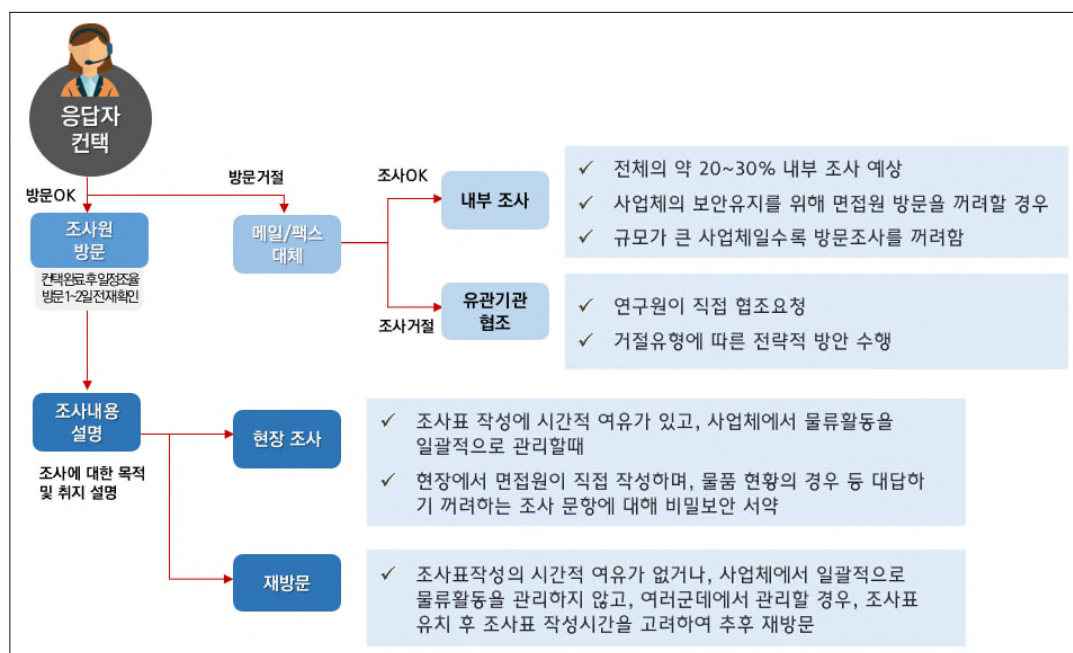 응답자
컨택
방문OK
방문거절
조사원
방문
컨택완료 후 일정조율
방문 1~2일전 재확인
메일/팩스
대체
조사OK
내부 조사
✓ 전체의 약 20~30% 내부 조사 예상
✓ 사업체의 보안유지를 위해 면접원 방문을 꺼려할 경우
✓ 규모가 큰 사업체일수록 방문조사를 꺼려함
조사거절
유관기관
협조
✓ 연구원이 직접 협조요청
✓ 거절유형에 따른 전략적 방안 수행
조사내용
설명
조사에 대한 목적
및 취지 설명
현장 조사
✓ 조사표 작성에 시간적 여유가 있고, 사업체에서 물류활동을
일괄적으로 관리할때
✓ 현장에서 면접원이 직접 작성하며, 물품 현황의 경우 등 대답하
기 꺼려하는 조사 문항에 대해 비밀보안 서약
재방문
✓ 조사표작성의 시간적 여유가 없거나, 사업체에서 일괄적으로
물류활동을 관리하지 않고, 여러군데에서 관리할 경우, 조사표
유치 후 조사표 작성시간을 고려하여 추후 재방문